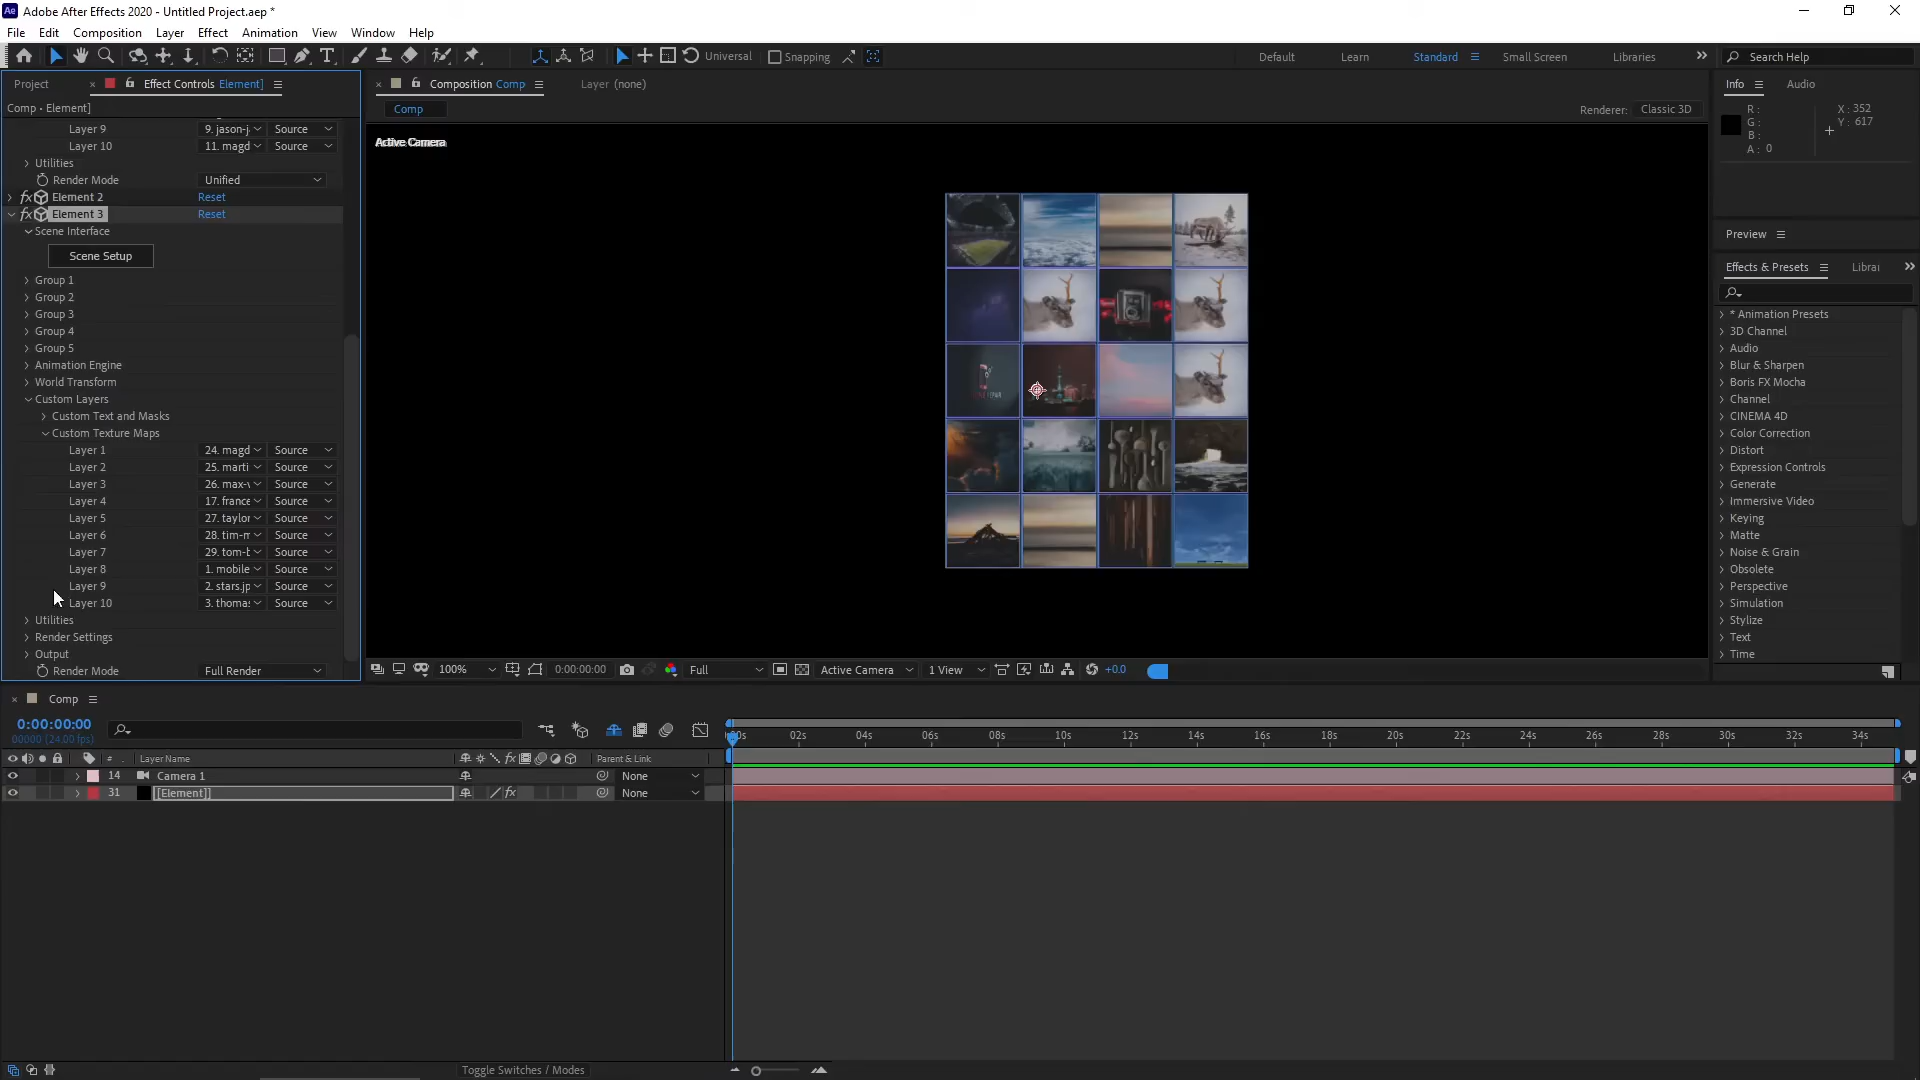 Adobe After Effects 2020 - Untitled Project.aep *
File Edit Composition Layer Effect Animation View Window Help
Universal Snapping Default Learn Standard Small Screen Libraries Search Help
Project Effect Controls Element] Composition Comp Layer (none) Info Audio
Comp • Element]
Comp Renderer: Classic 3D
R: X: 352
G: Y: 617
B:
A: 0
Active Camera
Layer 9 9. jason-j Source
Layer 10 11. magd Source
Utilities
Render Mode Unified
Element 2 Reset
Element 3 Reset
Scene Interface
Scene Setup
Group 1
Group 2
Group 3
Group 4
Group 5
Animation Engine
World Transform
Custom Layers
Custom Text and Masks
Custom Texture Maps
Layer 1 24. magd Source
Layer 2 25. marti Source
Layer 3 26. max-v Source
Layer 4 17. france Source
Layer 5 27. taylor Source
Layer 6 28. tim-m Source
Layer 7 29. tom-b Source
Layer 8 1. mobile Source
Layer 9 2. stars.jp Source
Layer 10 3. thomas Source
Utilities
Render Settings
Output
Render Mode Full Render
Preview
Effects & Presets Librai
* Animation Presets
3D Channel
Audio
Blur & Sharpen
Boris FX Mocha
Channel
CINEMA 4D
Color Correction
Distort
Expression Controls
Generate
Immersive Video
Keying
Matte
Noise & Grain
Obsolete
Perspective
Simulation
Stylize
Text
Time
100% 0:00:00:00 Full Active Camera 1 View +0.0
Comp
0:00:00:00
00000 (24.00 fps)
:00s 02s 04s 06s 08s 10s 12s 14s 16s 18s 20s 22s 24s 26s 28s 30s 32s 34s
# Layer Name Parent & Link
14 Camera 1 None
31 [[Element]] None
Toggle Switches / Modes